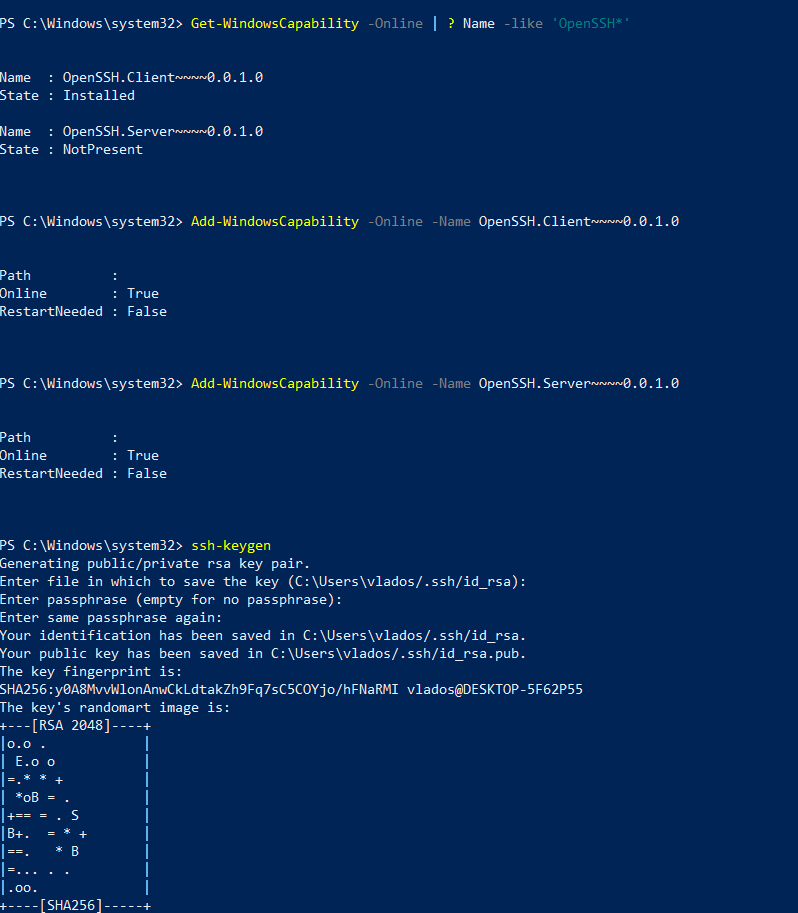 PS C:\Windows\system32> Get-WindowsCapability -Online | ? Name -like 'OpenSSH*'
Name  : OpenSSH.Client~~~~0.0.1.0
State : Installed
Name  : OpenSSH.Server~~~~0.0.1.0
State : NotPresent
PS C:\Windows\system32> Add-WindowsCapability -Online -Name OpenSSH.Client~~~~0.0.1.0
Path          :
Online        : True
RestartNeeded : False
PS C:\Windows\system32> Add-WindowsCapability -Online -Name OpenSSH.Server~~~~0.0.1.0
Path          :
Online        : True
RestartNeeded : False
PS C:\Windows\system32> ssh-keygen
Generating public/private rsa key pair.
Enter file in which to save the key (C:\Users\vlados/.ssh/id_rsa):
Enter passphrase (empty for no passphrase):
Enter same passphrase again:
Your identification has been saved in C:\Users\vlados/.ssh/id_rsa.
Your public key has been saved in C:\Users\vlados/.ssh/id_rsa.pub.
The key fingerprint is:
SHA256:y0A8MvvWlonAnwCkLdtakZh9Fq7sC5COYjo/hFNaRMI vlados@DESKTOP-5F62P55
The key's randomart image is:
+---[RSA 2048]----+
|o.o .            |
| E.o o           |
|=.* * +          |
| *oB = .         |
|+== = . S        |
|B+.  = * +       |
|==.   * B        |
|=... . .         |
|.oo.             |
+----[SHA256]-----+